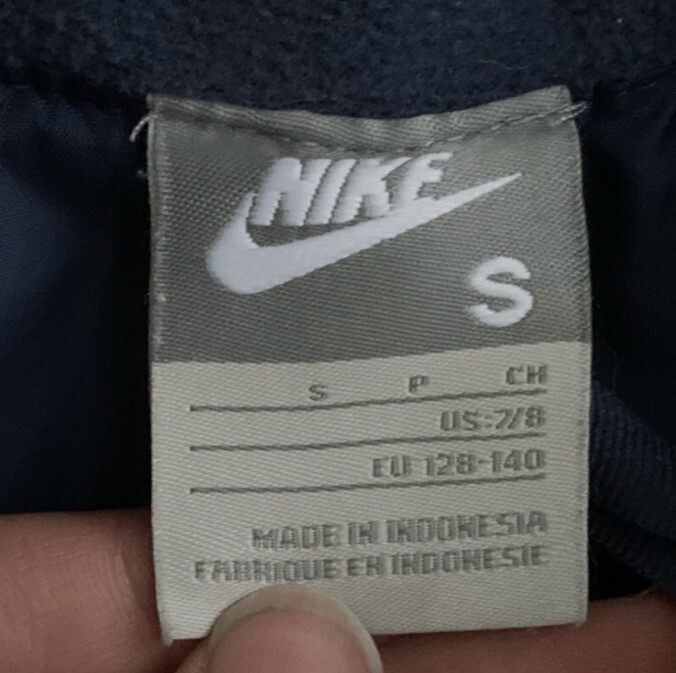 NIKE
S
S P CH
US:7/8
EU 128-140
MADE IN INDONESIA
FABRIQUE EN INDONESIE